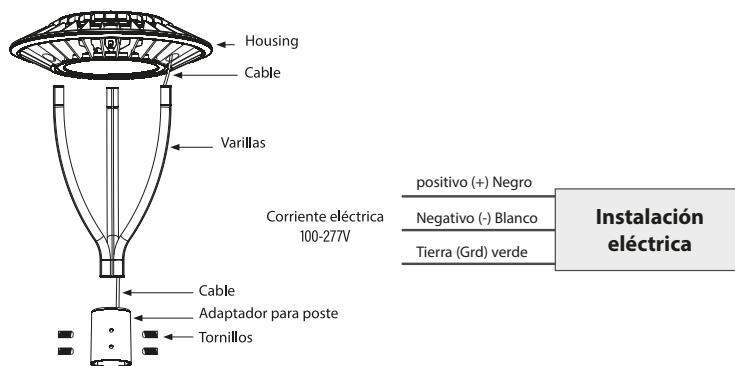 Housing
Cable
Varillas
Cable
Adaptador para poste
Tornillos
Corriente eléctrica
100-277V
positivo (+) Negro
Negativo (-) Blanco
Tierra (Grd) verde
Instalación
eléctrica